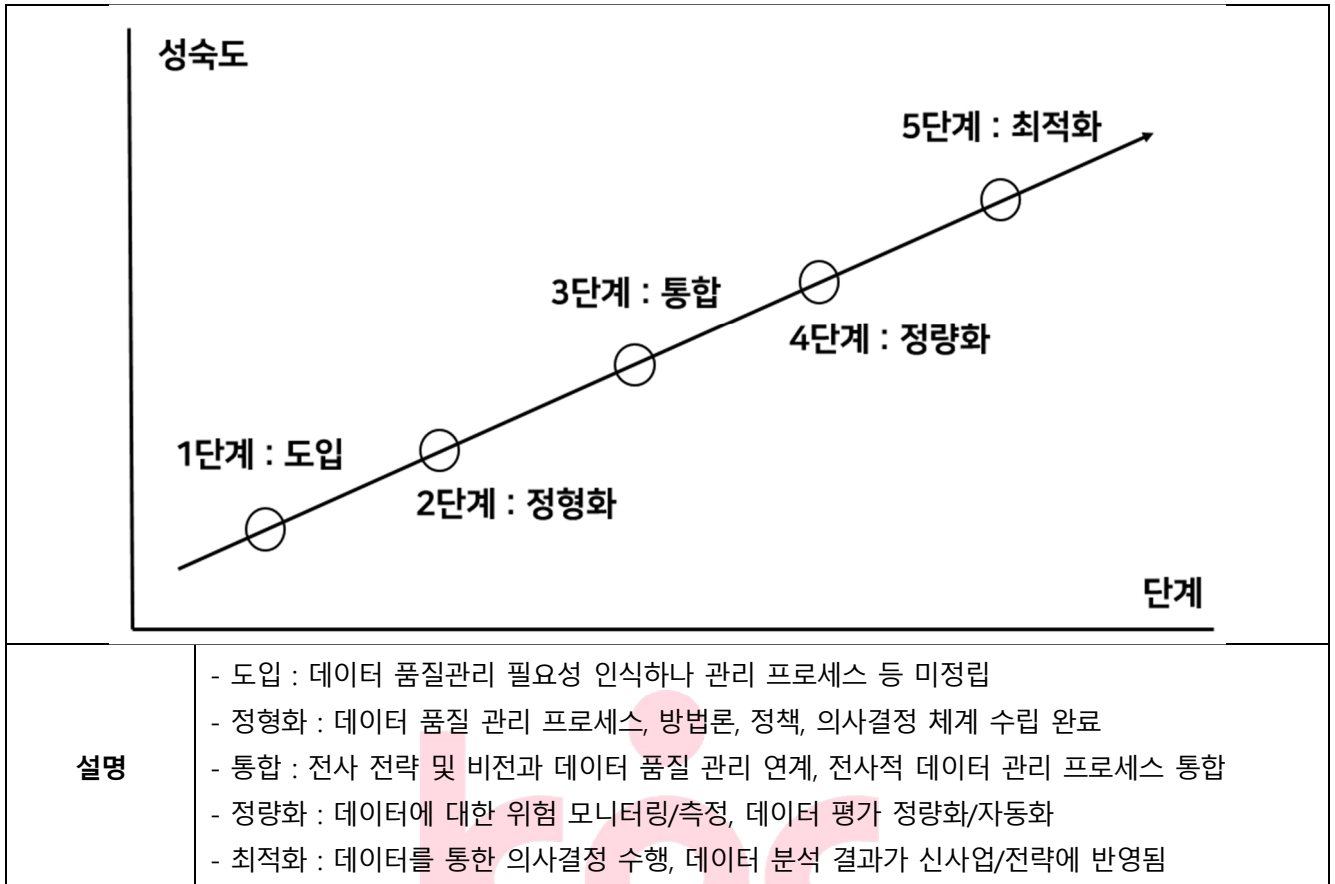 성숙도
5단계 : 최적화
3단계 : 통합
4단계 : 정량화
1단계 : 도입
2단계 : 정형화
단계
설명
- 도입 : 데이터 품질관리 필요성 인식하나 관리 프로세스 등 미정립
- 정형화 : 데이터 품질 관리 프로세스, 방법론, 정책, 의사결정 체계 수립 완료
- 통합 : 전사 전략 및 비전과 데이터 품질 관리 연계, 전사적 데이터 관리 프로세스 통합
- 정량화 : 데이터에 대한 위험 모니터링/측정, 데이터 평가 정량화/자동화
- 최적화 : 데이터를 통한 의사결정 수행, 데이터 분석 결과가 신사업/전략에 반영됨